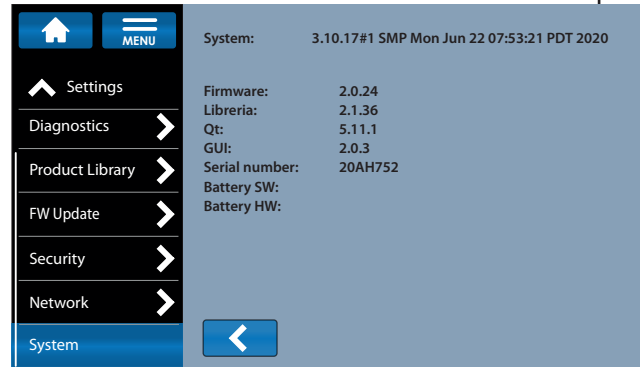 MENU
Settings
Diagnostics
Product Library
FW Update
Security
Network
System
System: 3.10.17#1 SMP Mon Jun 22 07:53:21 PDT 2020
Firmware: 2.0.24
Libreria: 2.1.36
Qt: 5.11.1
GUI: 2.0.3
Serial number: 20AH752
Battery SW:
Battery HW: